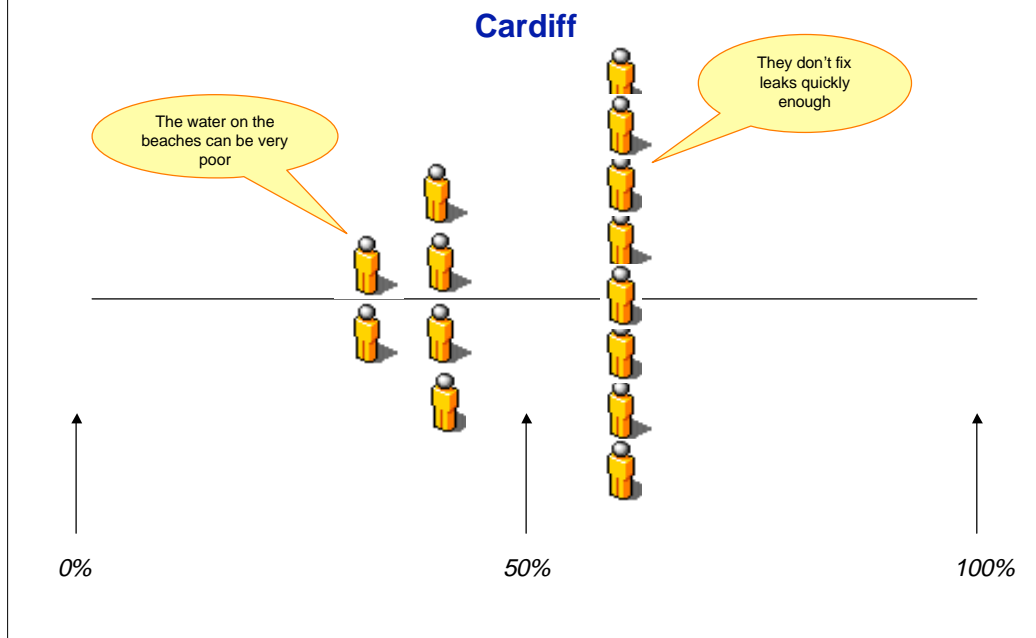 Cardiff
They don't fix
leaks quickly
enough
The water on the
beaches can be very
poor
0%
50%
100%